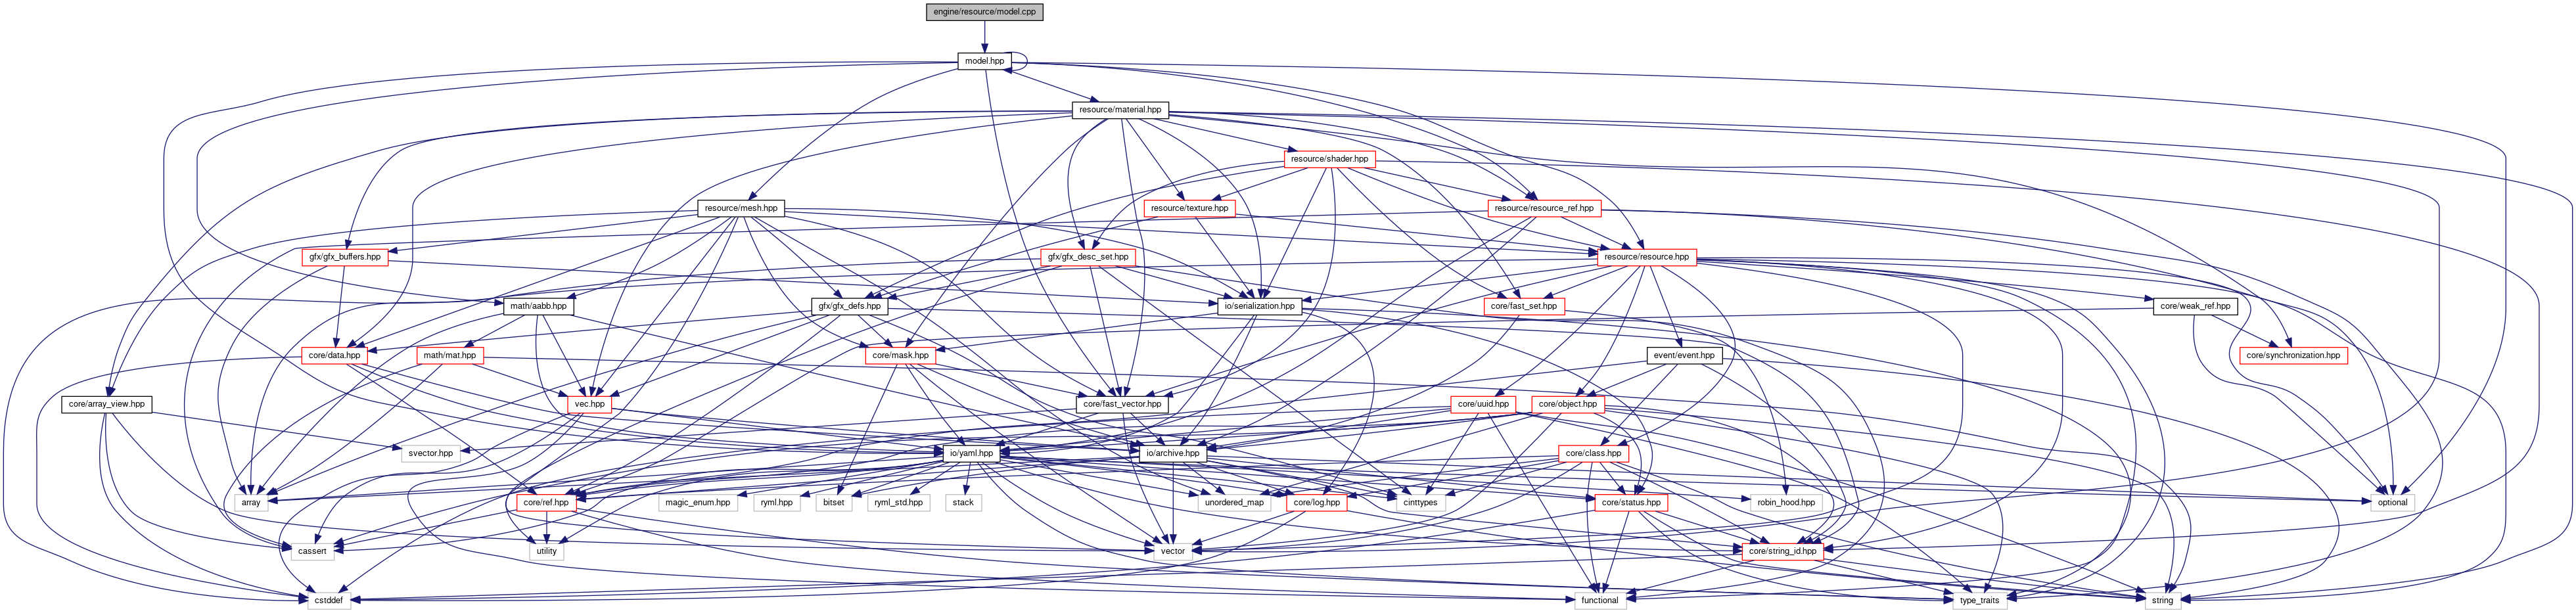 engine/resource/model.cpp
model.hpp
resource/material.hpp
resource/shader.hpp
resource/mesh.hpp
resource/texture.hpp
resource/resource_ref.hpp
gfx/gfx_buffers.hpp
gfx/gfx_desc_set.hpp
resource/resource.hpp
math/aabb.hpp
gfx/gfx_defs.hpp
io/serialization.hpp
core/fast_set.hpp
core/weak_ref.hpp
core/data.hpp
math/mat.hpp
core/mask.hpp
event/event.hpp
core/synchronization.hpp
core/array_view.hpp
vec.hpp
core/fast_vector.hpp
core/uuid.hpp
core/object.hpp
svector.hpp
io/yaml.hpp
io/archive.hpp
core/class.hpp
array
core/ref.hpp
magic_enum.hpp
ryml.hpp
bitset
ryml_std.hpp
stack
unordered_map
core/log.hpp
cinttypes
core/status.hpp
robin_hood.hpp
optional
cassert
utility
vector
core/string_id.hpp
cstddef
functional
type_traits
string